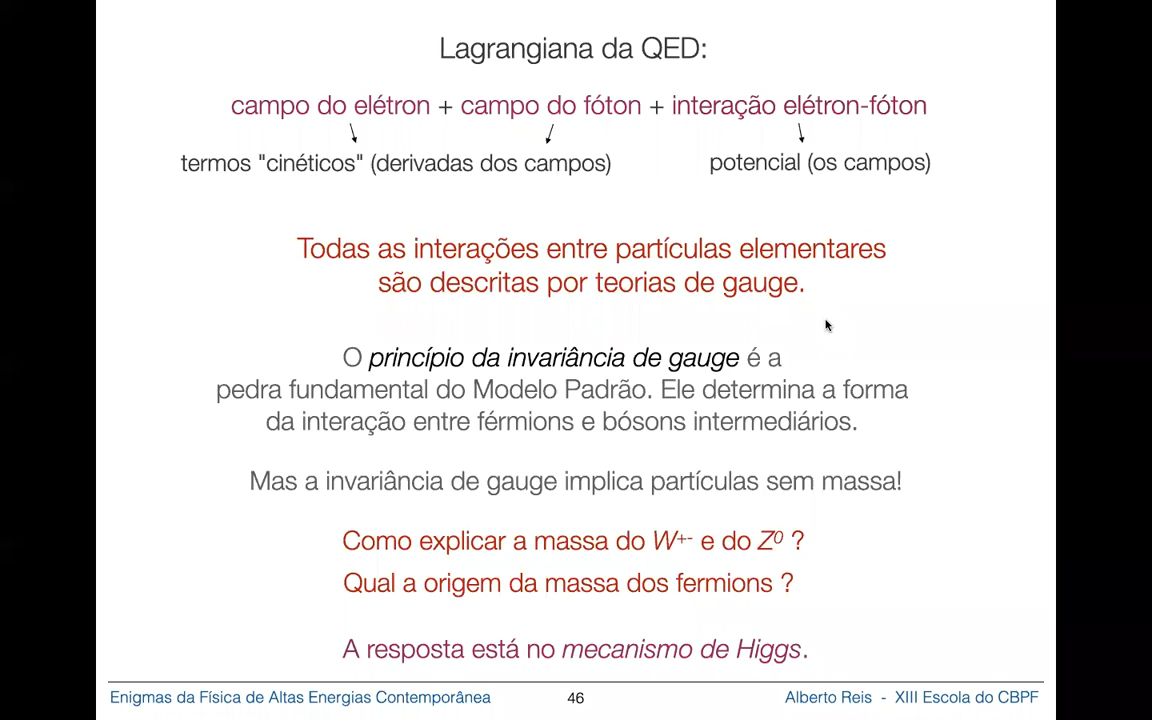 Lagrangiana da QED:
campo do elétron + campo do fóton + interação elétron-fóton
termos "cinéticos" (derivadas dos campos) potencial (os campos)
Todas as interações entre partículas elementares
são descritas por teorias de gauge.
O princípio da invariância de gauge é a
pedra fundamental do Modelo Padrão. Ele determina a forma
da interação entre férmions e bósons intermediários.
Mas a invariância de gauge implica partículas sem massa!
Como explicar a massa do W+- e do Z0 ?
Qual a origem da massa dos fermions ?
A resposta está no mecanismo de Higgs.
Enigmas da Física de Altas Energias Contemporânea 46 Alberto Reis - XIII Escola do CBPF